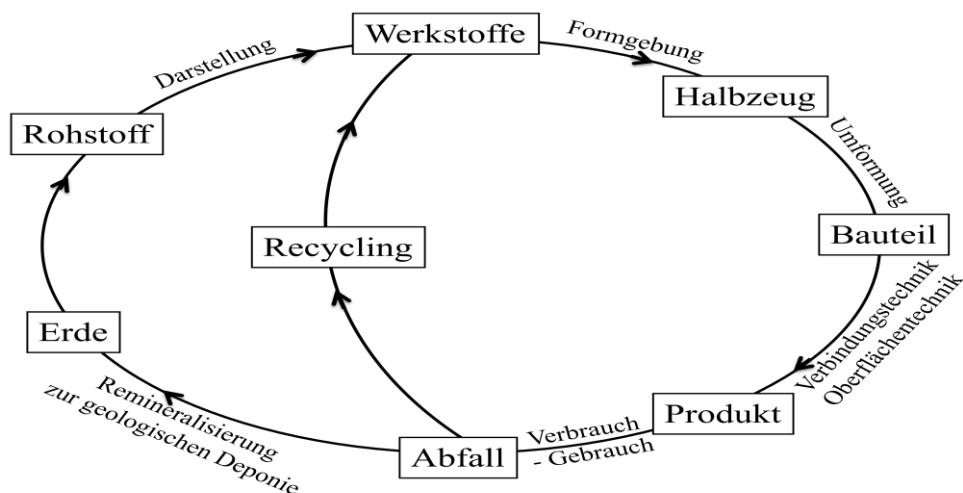 Werkstoffe
Formgebung
Darstellung
Halbzeug
Rohstoff
Umformung
Recycling
Bauteil
Erde
Verbindungstechnik
Oberflächentechnik
Remineralisierung
zur geologischen Deponie
Produkt
Verbrauch
- Gebrauch
Abfall